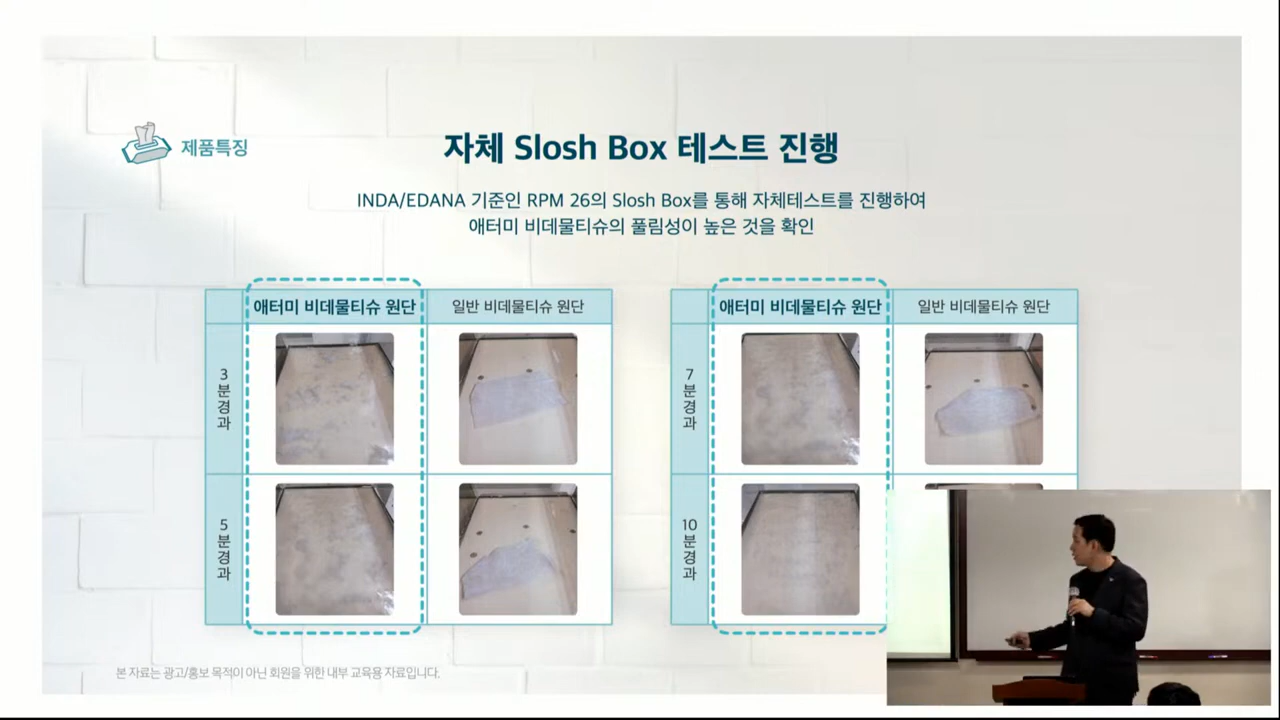 제품특징
자체 Slosh Box 테스트 진행
INDA/EDANA 기준인 RPM 26의 Slosh Box를 통해 자체테스트를 진행하여
애터미 비데물티슈의 풀림성이 높은 것을 확인
애터미 비데물티슈 원단
일반 비데물티슈 원단
3분경과
5분경과
애터미 비데물티슈 원단
일반 비데물티슈 원단
7분경과
10분경과
본 자료는 광고/홍보 목적이 아닌 회원을 위한 내부 교육용 자료입니다.